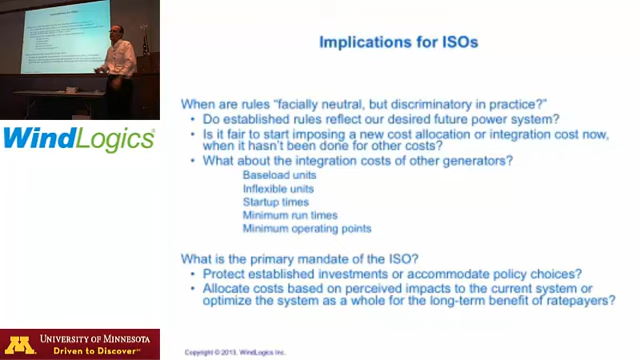 Implications for ISOs
When are rules “facially neutral, but discriminatory in practice?”
• Do established rules reflect our desired future power system?
• Is it fair to start imposing a new cost allocation or integration cost now,
when it hasn't been done for other costs?
• What about the integration costs of other generators?
Baseload units
Inflexible units
Startup times
Minimum run times
Minimum operating points
What is the primary mandate of the ISO?
• Protect established investments or accommodate policy choices?
• Allocate costs based on perceived impacts to the current system or
optimize the system as a whole for the long-term benefit of ratepayers?
WindLogics®
UNIVERSITY OF MINNESOTA
Driven to Discover℠
Copyright © 2013, WindLogics Inc.